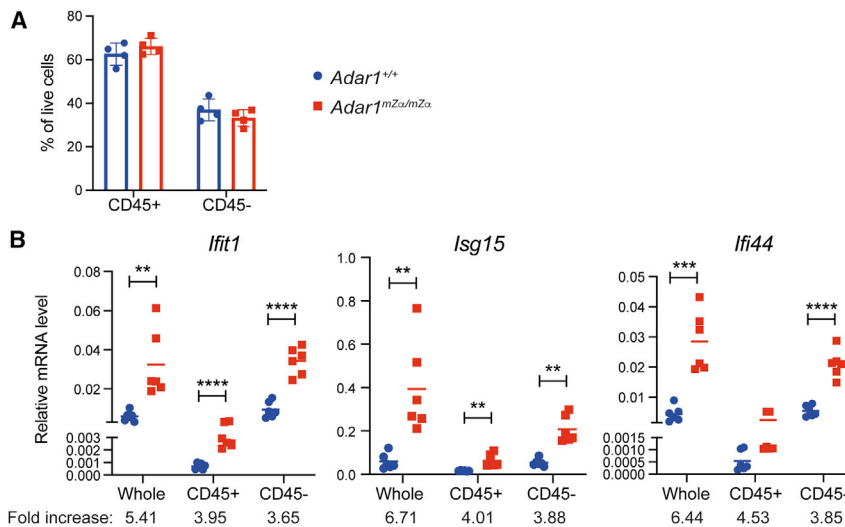 A
% of live cells
80
60
40
20
0
CD45+ CD45-
Adar1+/+
Adar1mZα/mZα
B
Relative mRNA level
Ifit1
0.08
0.06
0.04
0.02
0.003
0.002
0.001
0.000
**
****
****
Whole CD45+ CD45-
Isg15
1.0
0.8
0.6
0.4
0.2
0.0
**
**
**
Whole CD45+ CD45-
Ifi44
0.05
0.04
0.03
0.02
0.01
0.0015
0.0010
0.0005
0.0000
***
****
Whole CD45+ CD45-
Fold increase: 5.41 3.95 3.65 6.71 4.01 3.88 6.44 4.53 3.85